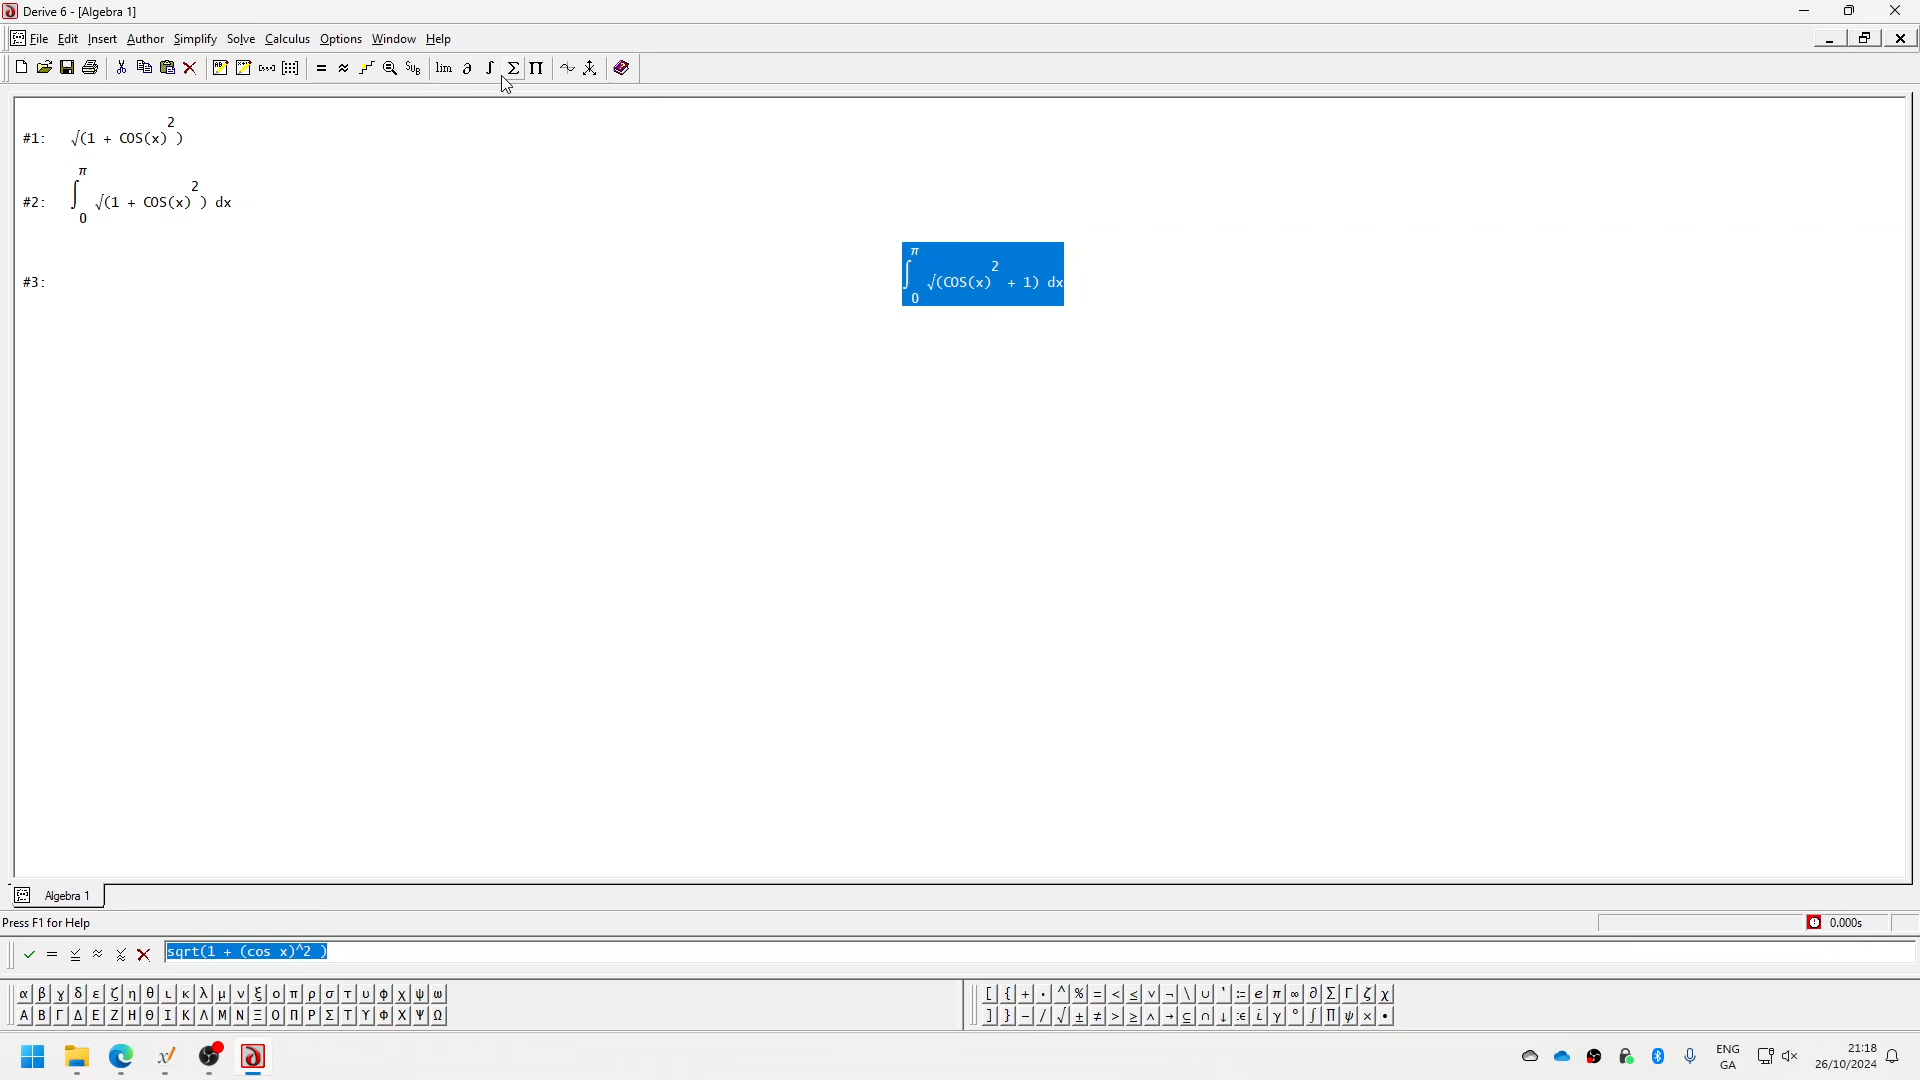 Derive 6 - [Algebra 1]
File Edit Insert Author Simplify Solve Calculus Options Window Help
= ≈ SUB lim ∂ ∫ Σ Π
#1: √(1 + COS(x)²)
#2: ∫ π 0 √(1 + COS(x)²) dx
#3: ∫ π 0 √(COS(x)² + 1) dx
Algebra 1
Press F1 for Help
0.000s
sqrt(1 + (cos x)^2 )
α β γ δ ε ζ η θ ι κ λ μ ν ξ ο π ρ σ τ υ φ χ ψ ω
[ { + · ^ % = < ≤ ∨ ¬ \ ∪ ` := e π ∞ ∂ Σ Γ ζ χ
Α Β Γ Δ Ε Ζ Η Θ Ι Κ Λ Μ Ν Ξ Ο Π Ρ Σ Τ Υ Φ Χ Ψ Ω
] } − / √ ± ≠ > ≥ ∧ → ⊆ ∩ ↓ :∈ i γ ° ∫ Π ψ × •
ENG
GA
21:18
26/10/2024